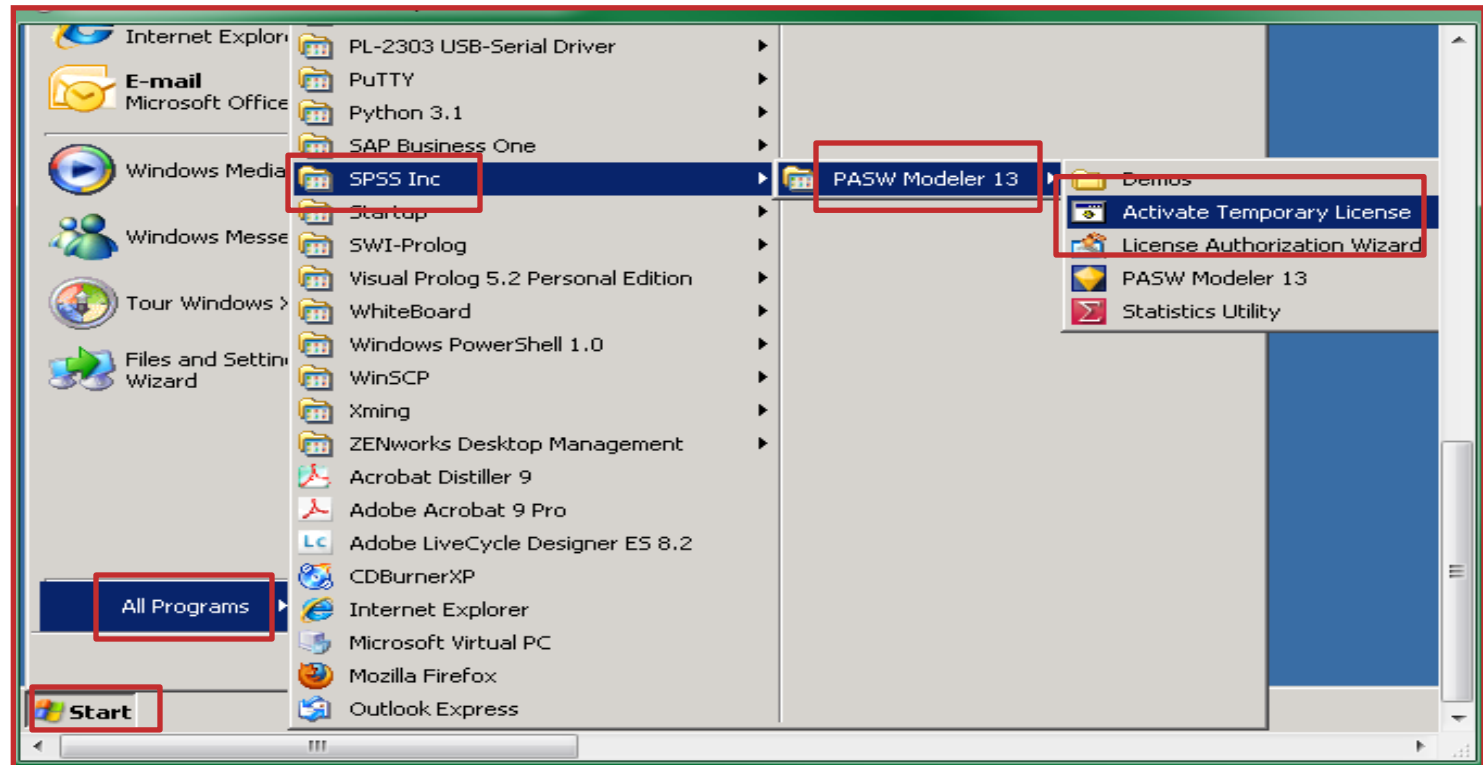 Internet Explor
E-mail
Microsoft Office
Windows Media
Windows Messe
Tour Windows X
Files and Settin
Wizard
All Programs
Start
PL-2303 USB-Serial Driver
PuTTY
Python 3.1
SAP Business One
SPSS Inc
Startup
SWI-Prolog
Visual Prolog 5.2 Personal Edition
WhiteBoard
Windows PowerShell 1.0
WinSCP
Xming
ZENworks Desktop Management
Acrobat Distiller 9
Adobe Acrobat 9 Pro
Adobe LiveCycle Designer ES 8.2
CDBurnerXP
Internet Explorer
Microsoft Virtual PC
Mozilla Firefox
Outlook Express
PASW Modeler 13
Demos
Activate Temporary License
License Authorization Wizard
PASW Modeler 13
Statistics Utility